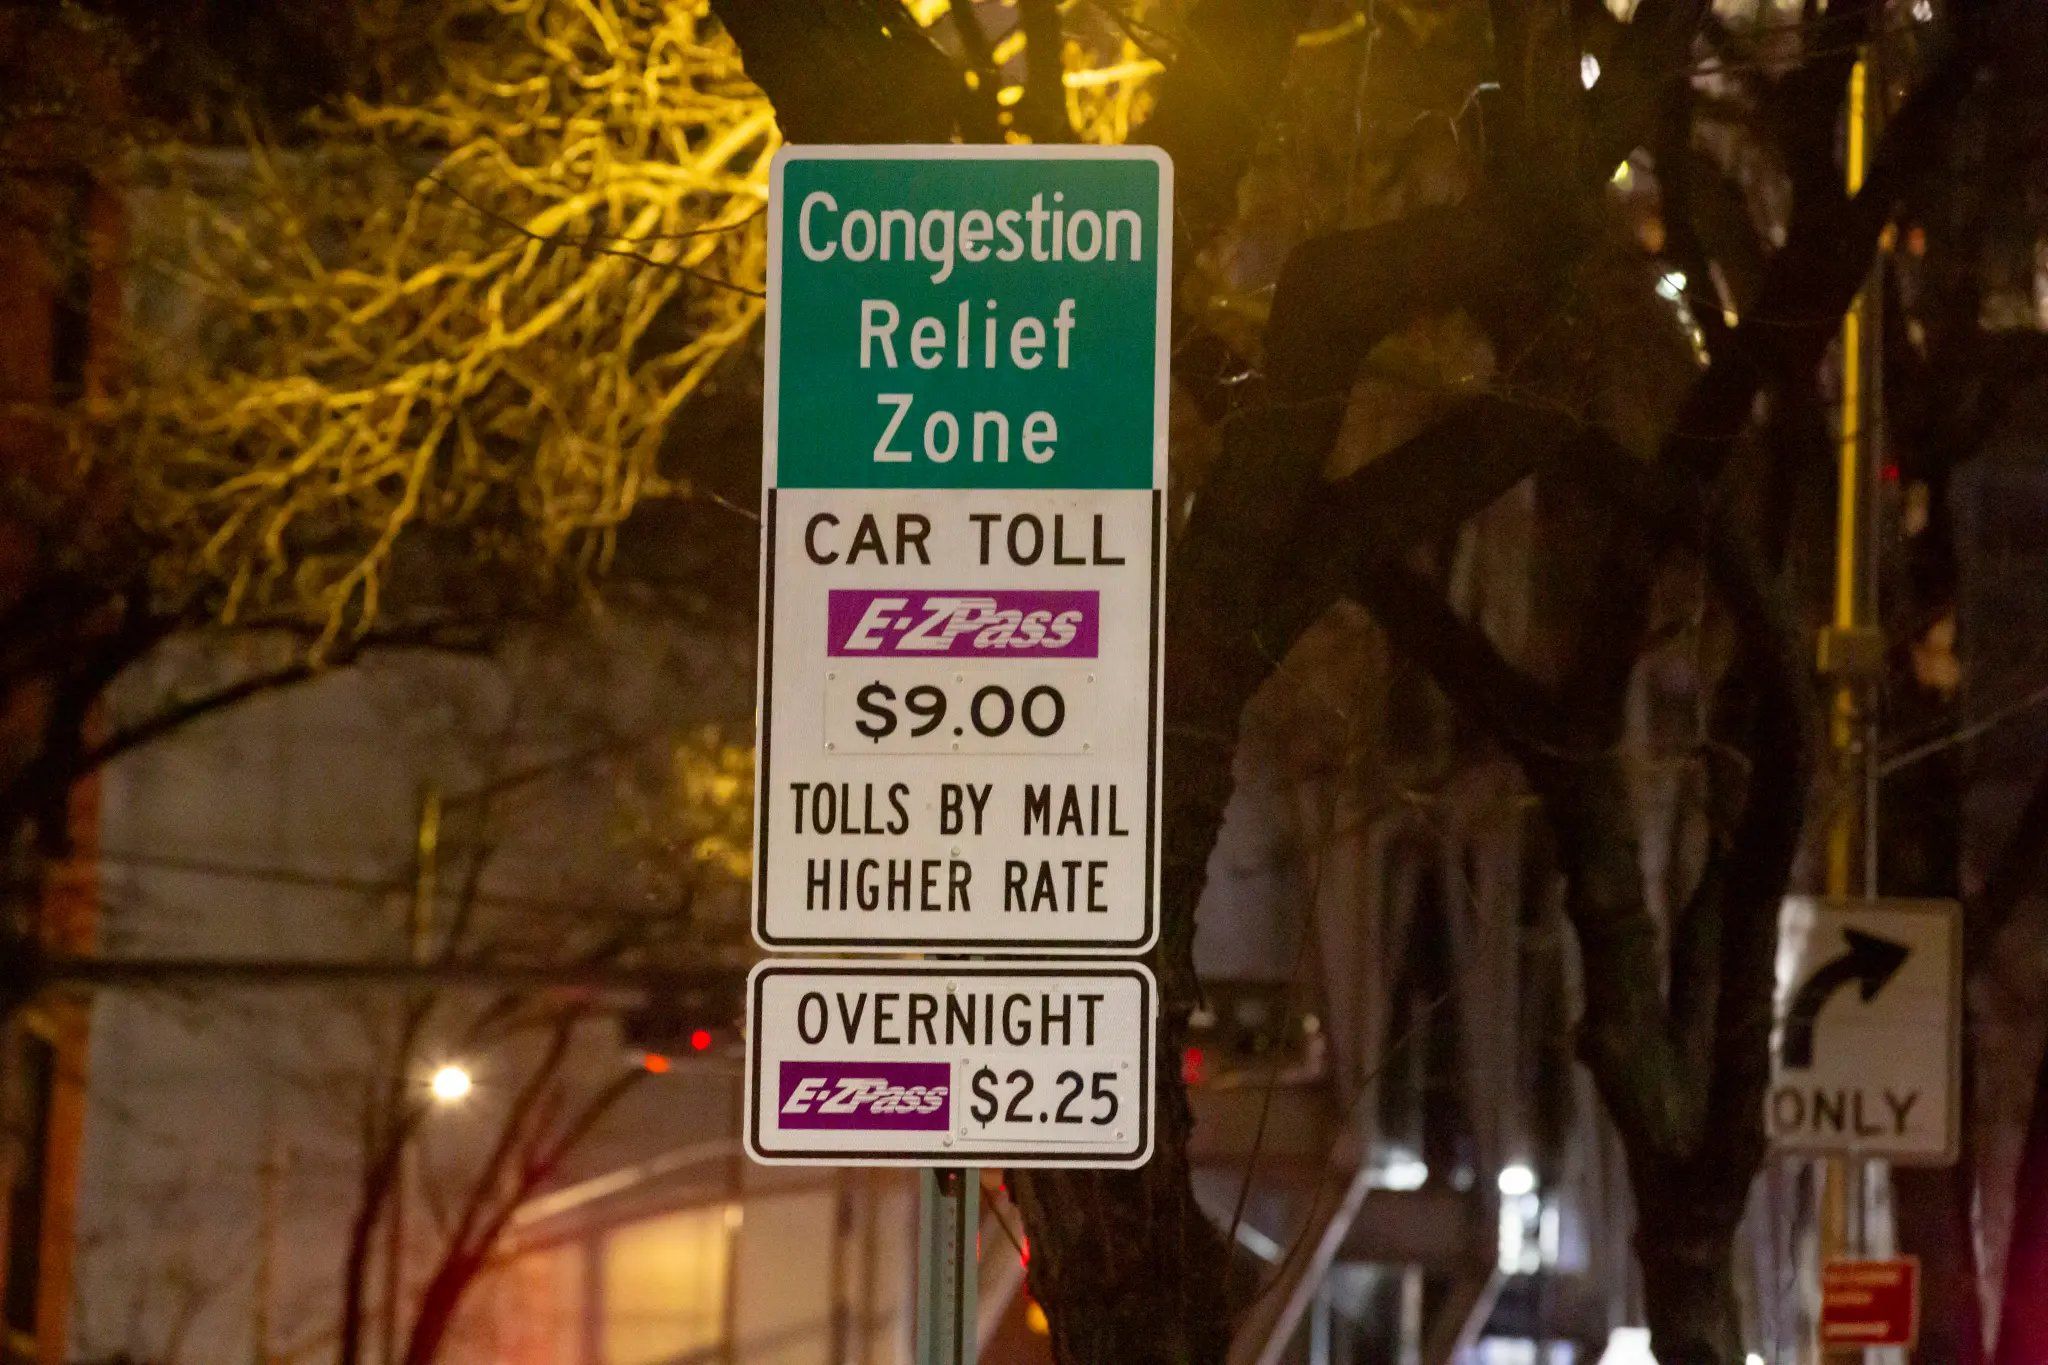 Congestion
Relief
Zone
CAR TOLL
E-ZPass
$9.00
TOLLS BY MAIL
HIGHER RATE
OVERNIGHT
E-ZPass $2.25
ONLY